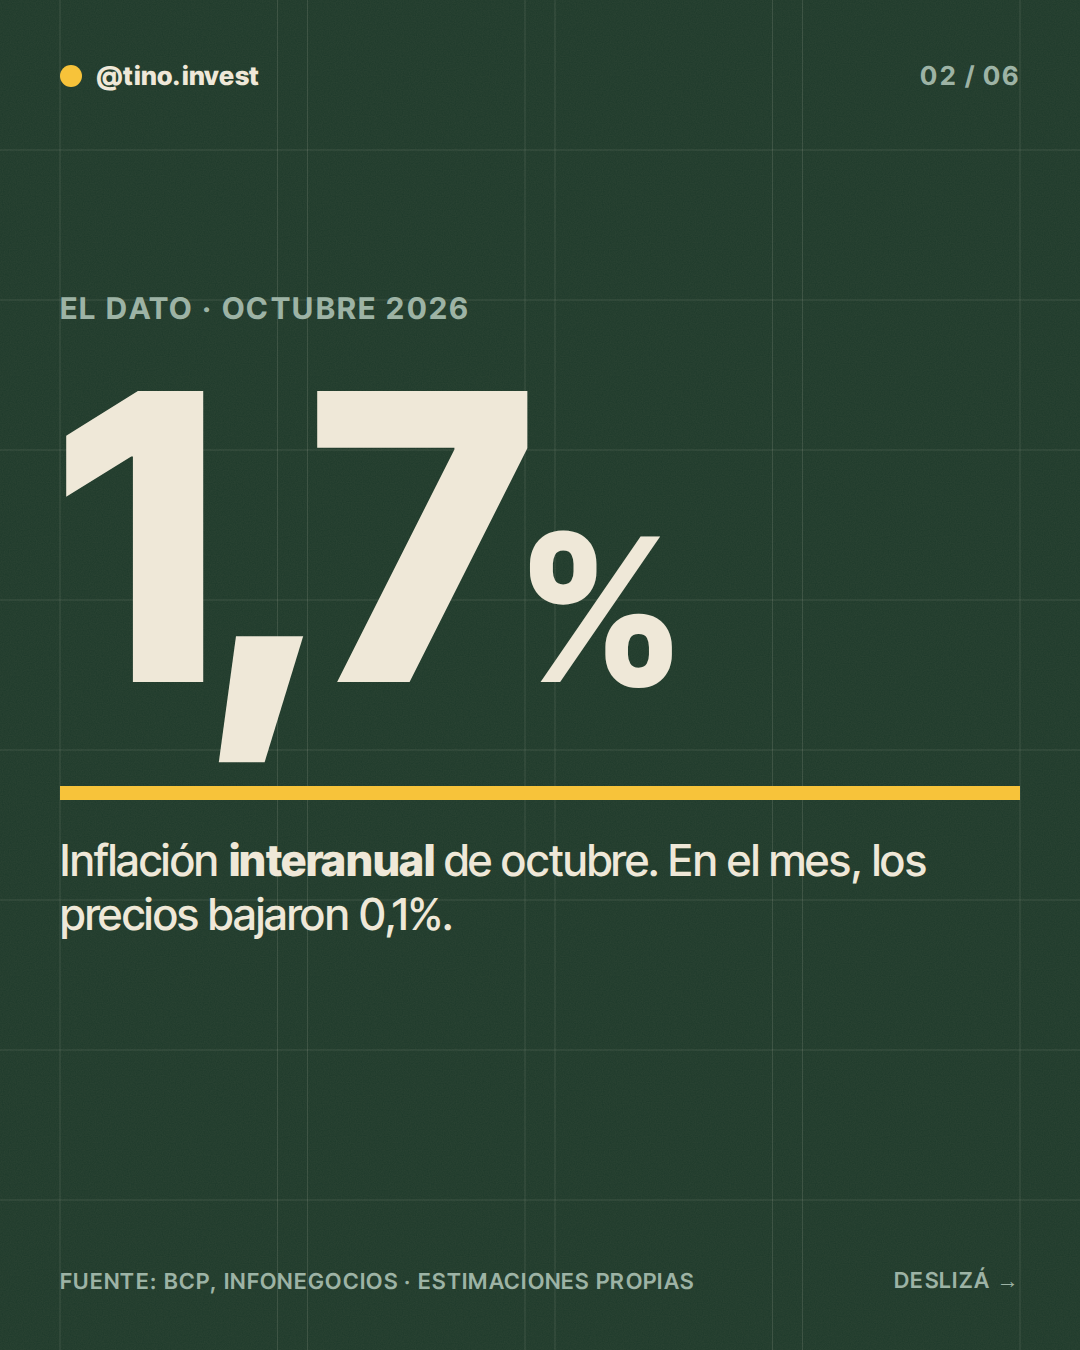 @tino.invest
02 / 06
EL DATO · OCTUBRE 2026
1,7%
Inflación interanual de octubre. En el mes, los
precios bajaron 0,1%.
FUENTE: BCP, INFONEGOCIOS · ESTIMACIONES PROPIAS
DESLIZÁ →